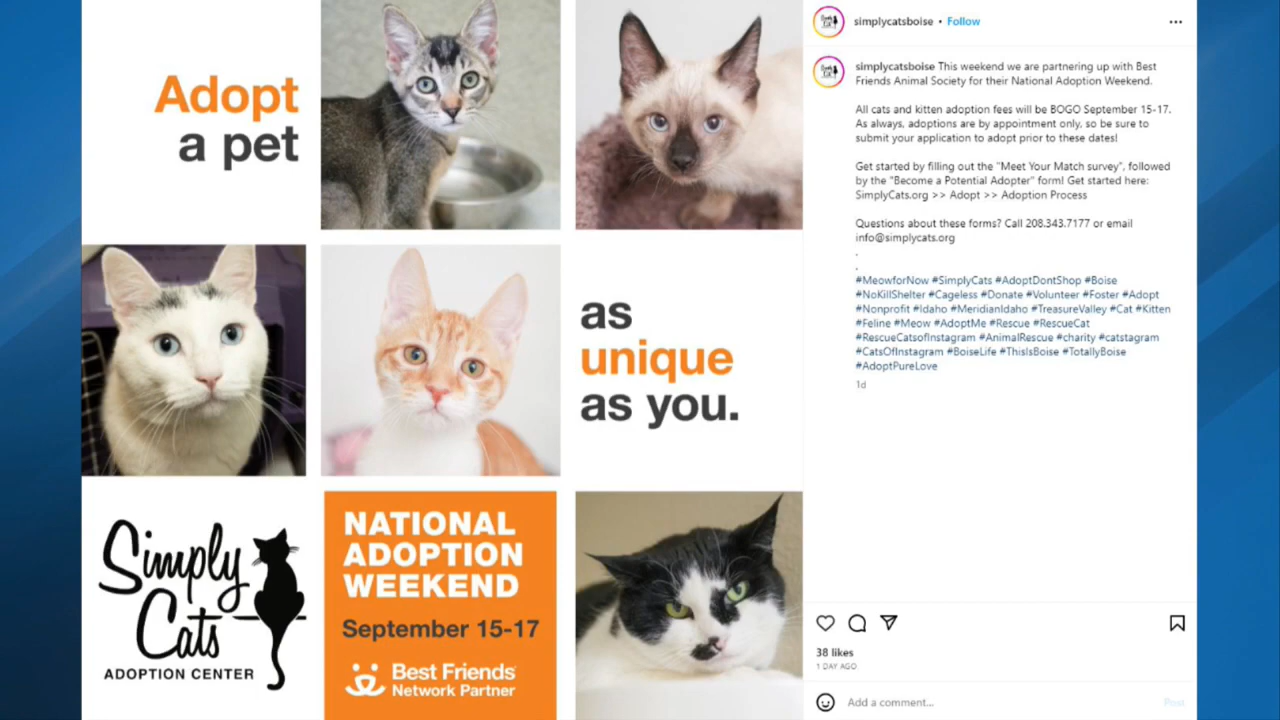 Adopt
a pet
as
unique
as you.
Simply
Cats
ADOPTION CENTER
NATIONAL
ADOPTION
WEEKEND
September 15-17
Best Friends
Network Partner
simplycatsboise • Follow
simplycatsboise This weekend we are partnering up with Best
Friends Animal Society for their National Adoption Weekend.
All cats and kitten adoption fees will be BOGO September 15-17.
As always, adoptions are by appointment only, so be sure to
submit your application to adopt prior to these dates!
Get started by filling out the "Meet Your Match survey", followed
by the "Become a Potential Adopter" form! Get started here:
SimplyCats.org >> Adopt >> Adoption Process
Questions about these forms? Call 208.343.7177 or email
info@simplycats.org
.
.
#MeowforNow #SimplyCats #AdoptDontShop #Boise
#NoKillShelter #Cageless #Donate #Volunteer #Foster #Adopt
#Nonprofit #Idaho #MeridianIdaho #TreasureValley #Cat #Kitten
#Feline #Meow #AdoptMe #Rescue #RescueCat
#RescueCatsofInstagram #AnimalRescue #charity #catstagram
#CatsOfInstagram #BoiseLife #ThisIsBoise #TotallyBoise
#AdoptPureLove
1d
38 likes
1 DAY AGO
Add a comment...
Post